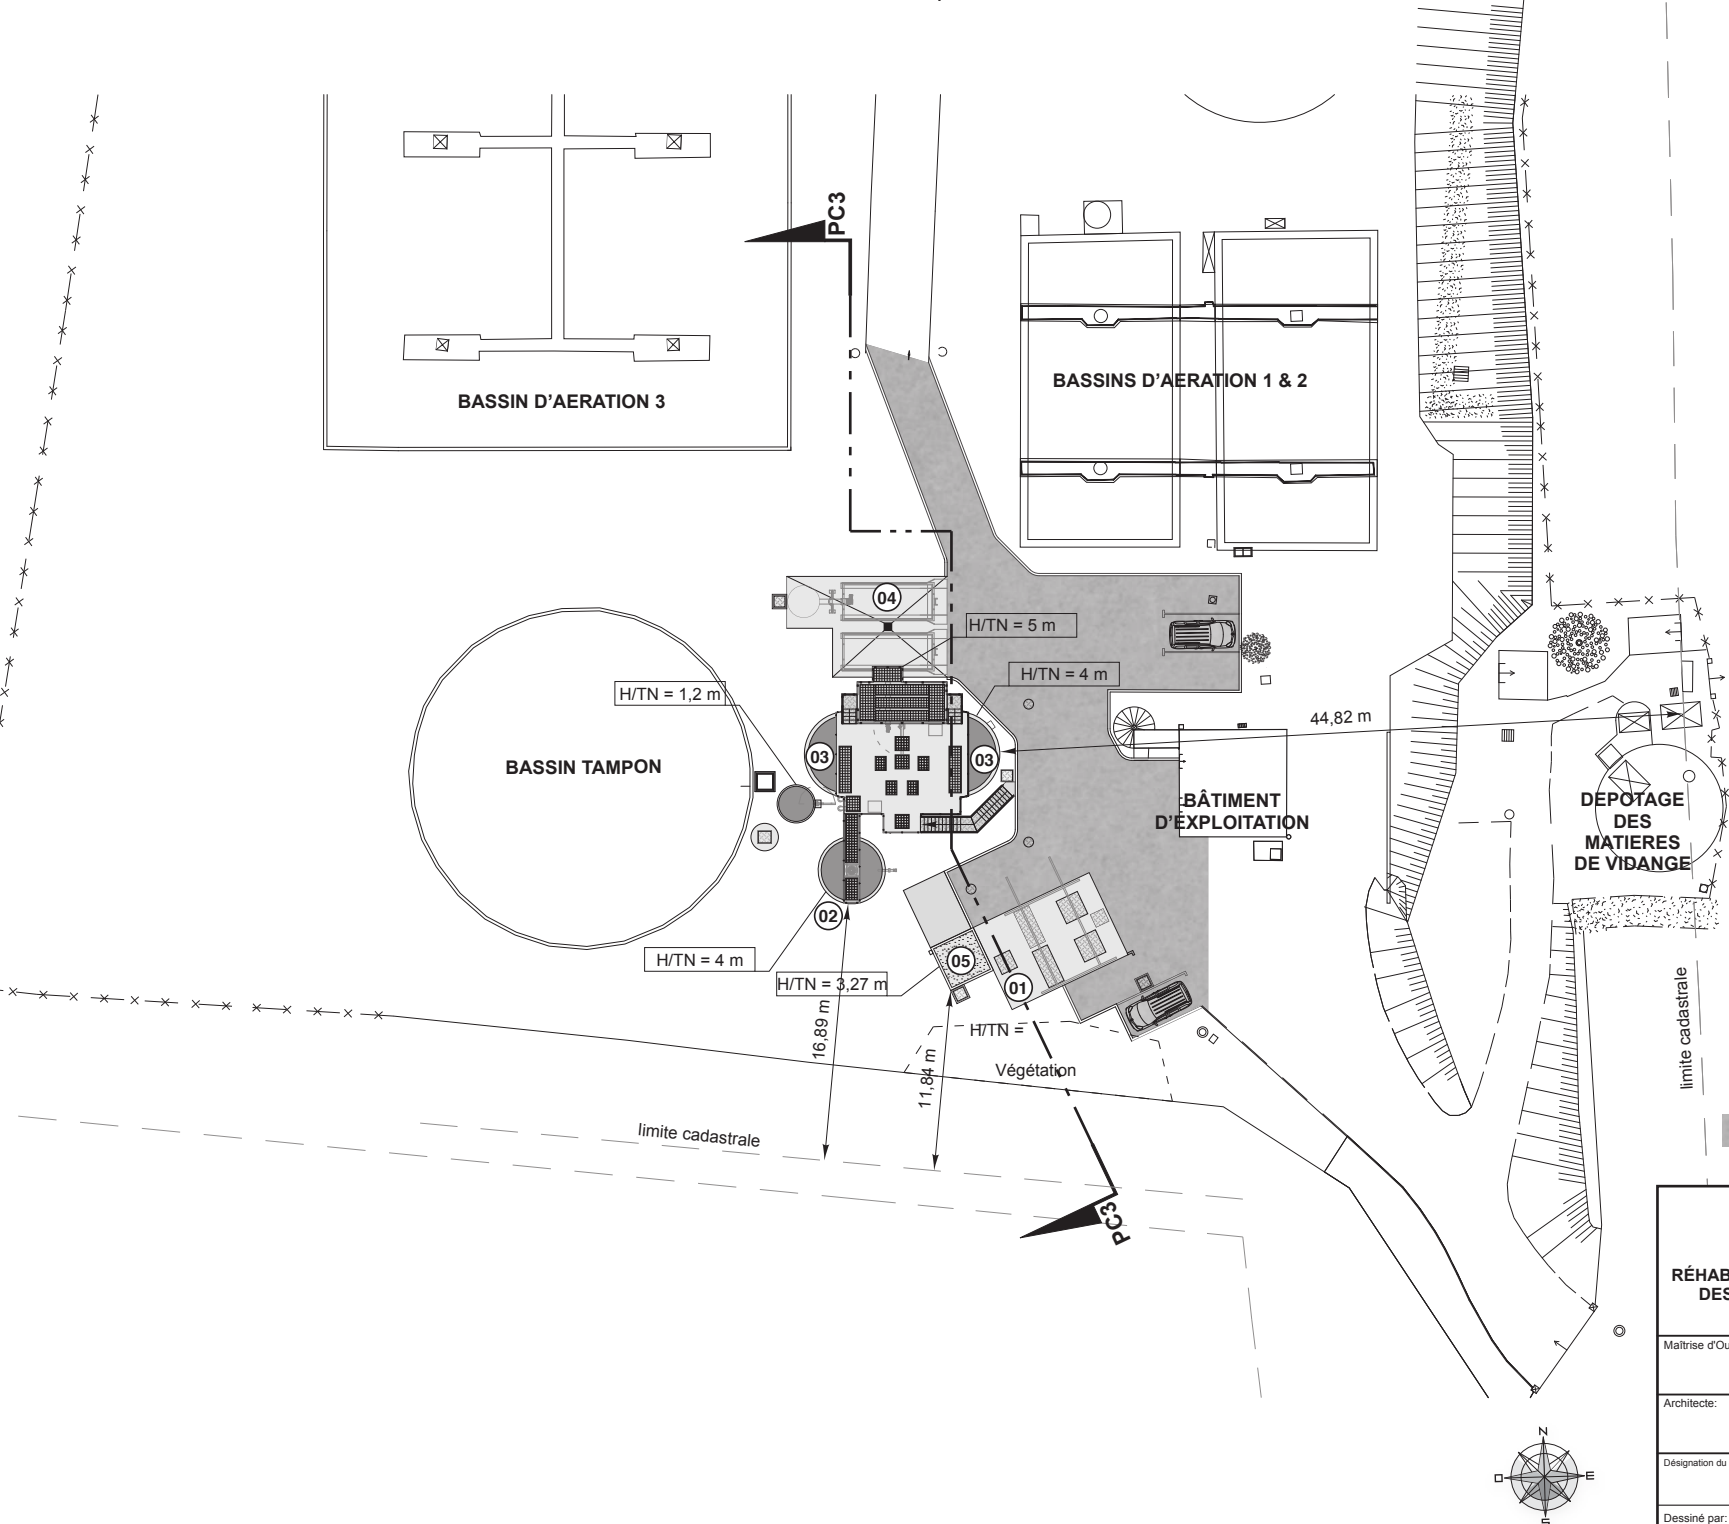 PC3
BASSIN D’AERATION 3
BASSINS D’AERATION 1 & 2
04
H/TN = 5 m
H/TN = 4 m
H/TN = 1,2 m
44,82 m
03
03
BASSIN TAMPON
BÂTIMENT
D’EXPLOITATION
DEPOTAGE
DES
MATIERES
DE VIDANGE
02
H/TN = 4 m
05
H/TN = 3,27 m
01
H/TN =
16,89 m
11,84 m
Végétation
limite cadastrale
limite cadastrale
PC3
RÉHAB
DES
Maîtrise d'Ou
Architecte:
Désignation du
Dessiné par:
N
O
E
S